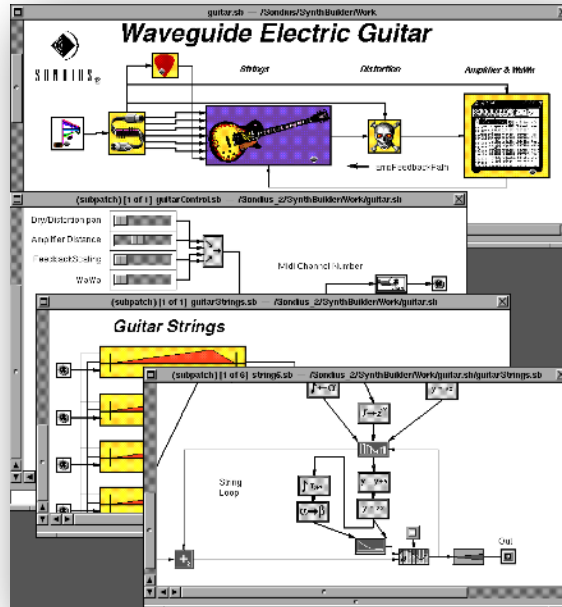 guitar.sb — /Sondius/SynthBuilder/Work
Waveguide Electric Guitar
SONDIUS®
Strings
Distortion
Amplifier & WaWa
AmpFeedbackPath
(subpatch) [1 of 1] guitarControl.sb — /Sondius_2/SynthBuilder/Work/guitar.sb
Dry/Distortion pan
Amplifier Distance
FeedbackScaling
WaWa
Midi Channel Number
(subpatch) [1 of 1] guitarStrings.sb — /Sondius_2/SynthBuilder/Work/guitar.sb
Guitar Strings
(subpatch) [1 of 6] string6.sb — /Sondius_2/SynthBuilder/Work/guitar.sb/guitarStrings.sb
String
Loop
α→β
Out